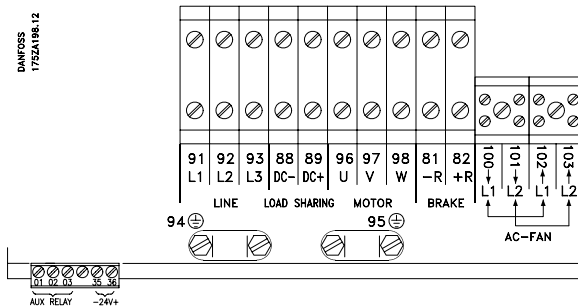 DANFOSS
175ZA198.12
91 92 93 88 89 96 97 98 81 82
L1 L2 L3 DC- DC+ U V W -R +R
LINE LOAD SHARING MOTOR BRAKE
100 101 102 103
L1 L2 L1 L2
AC-FAN
94 95
01 02 03 35 36
AUX RELAY -24V+